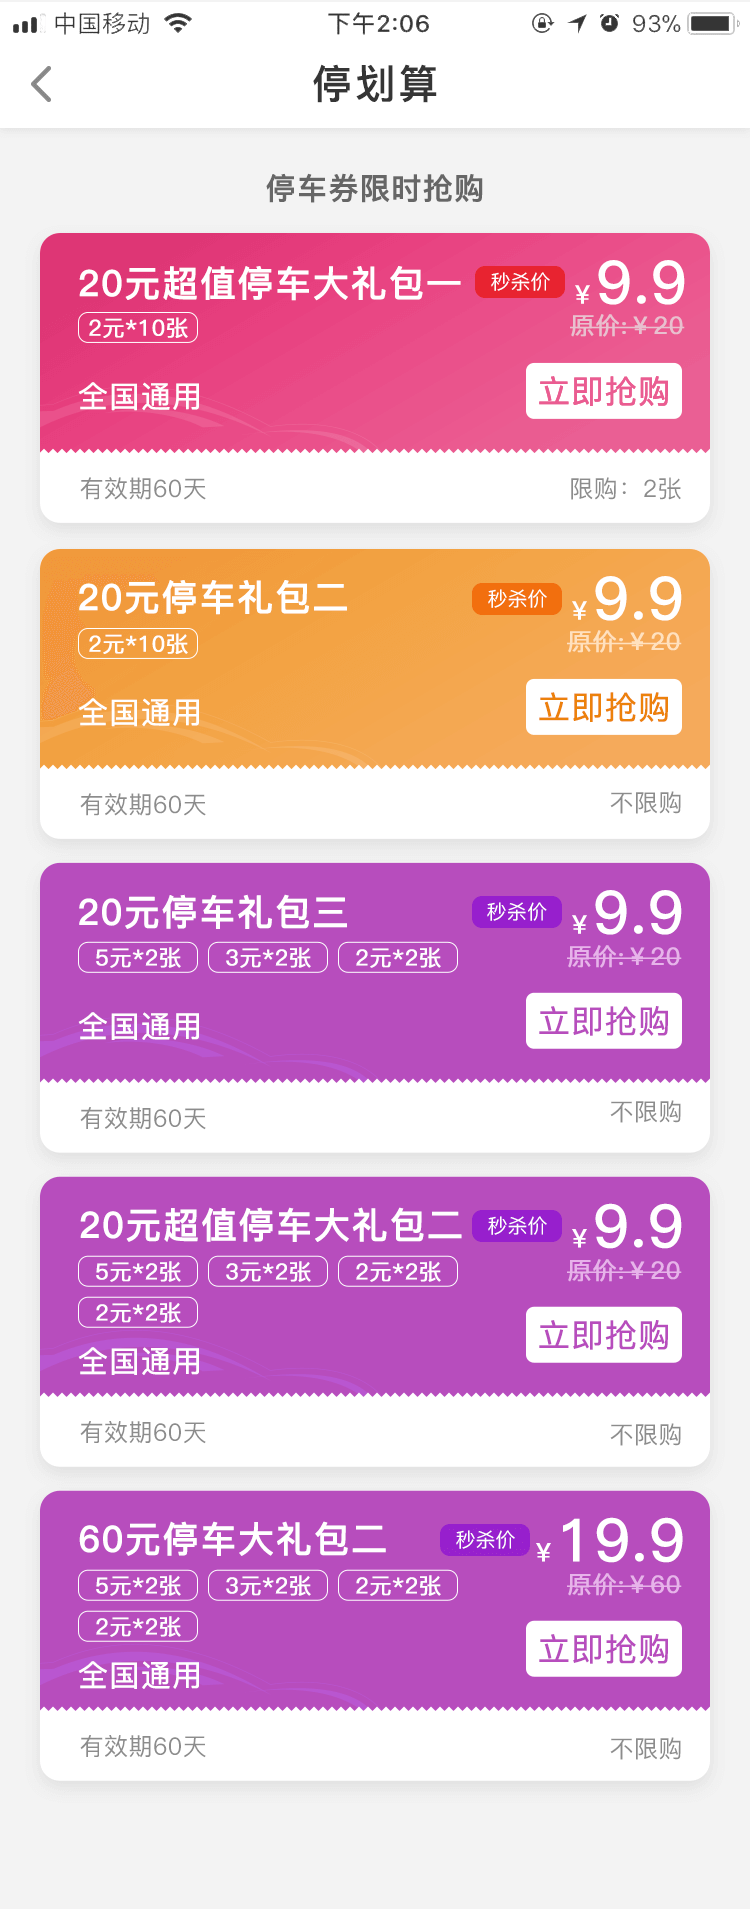 中国移动 下午2:06 93%
停划算
停车券限时抢购
20元超值停车大礼包一 秒杀价 ¥9.9
2元*10张 原价:¥20
全国通用 立即抢购
有效期60天 限购：2张
20元停车礼包二 秒杀价 ¥9.9
2元*10张 原价:¥20
全国通用 立即抢购
有效期60天 不限购
20元停车礼包三 秒杀价 ¥9.9
5元*2张 3元*2张 2元*2张 原价:¥20
全国通用 立即抢购
有效期60天 不限购
20元超值停车大礼包二 秒杀价 ¥9.9
5元*2张 3元*2张 2元*2张 原价:¥20
2元*2张 立即抢购
全国通用
有效期60天 不限购
60元停车大礼包二 秒杀价 ¥19.9
5元*2张 3元*2张 2元*2张 原价:¥60
2元*2张 立即抢购
全国通用
有效期60天 不限购